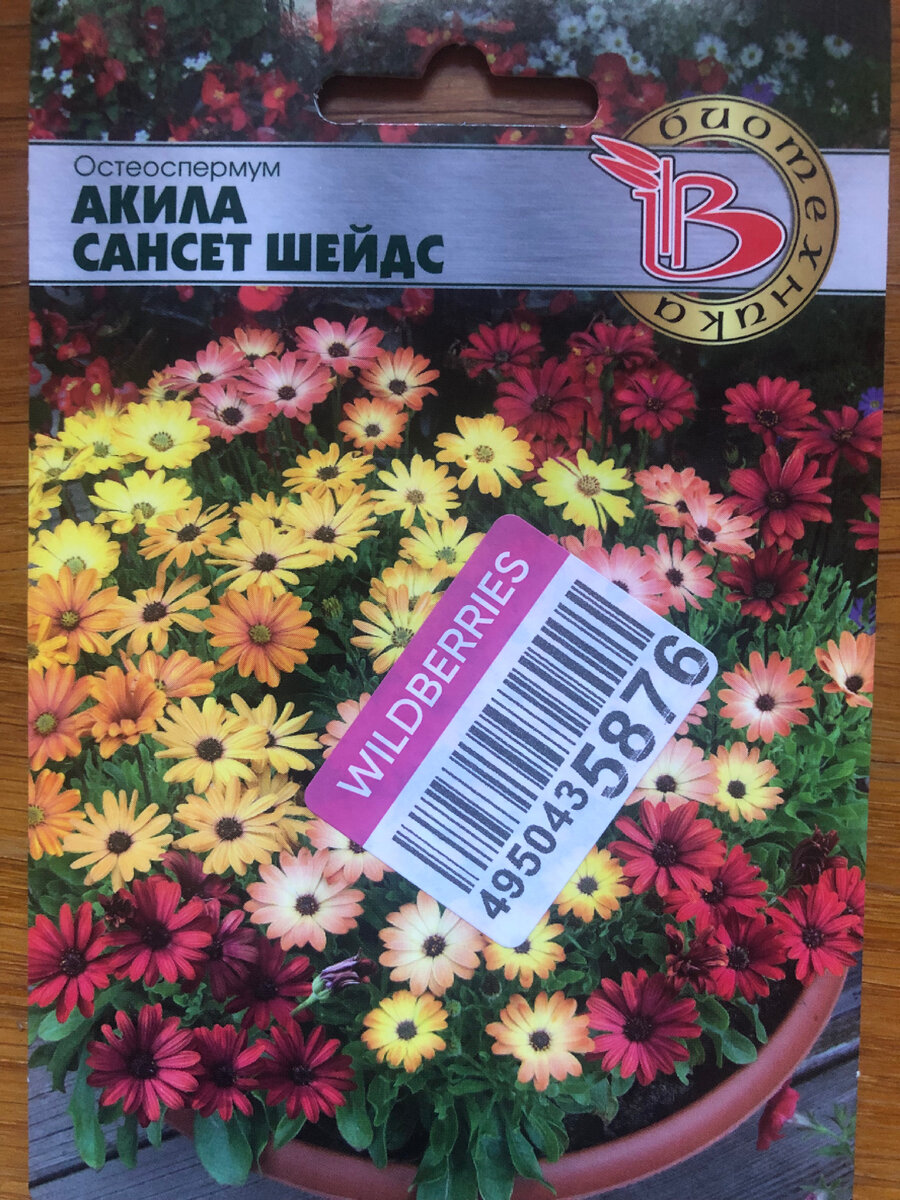 Остеоспермум
АКИЛА
САНСЕТ ШЕЙДС
биотехника
В
WILDBERRIES
4950435876